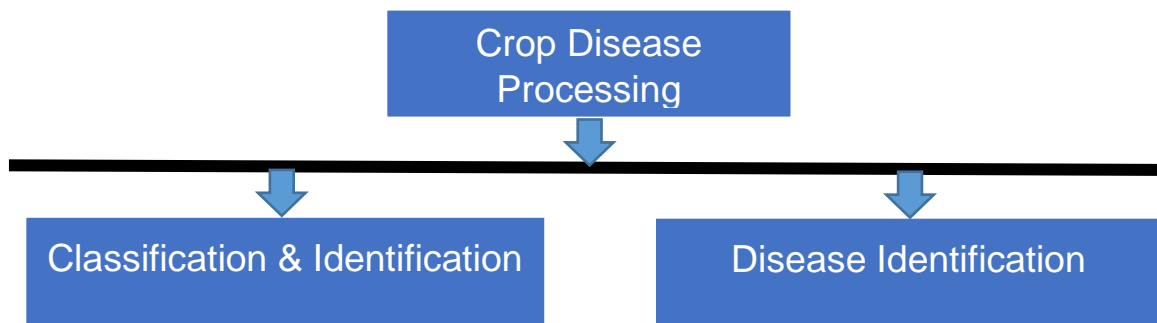 Crop Disease
Processing
Classification & Identification
Disease Identification